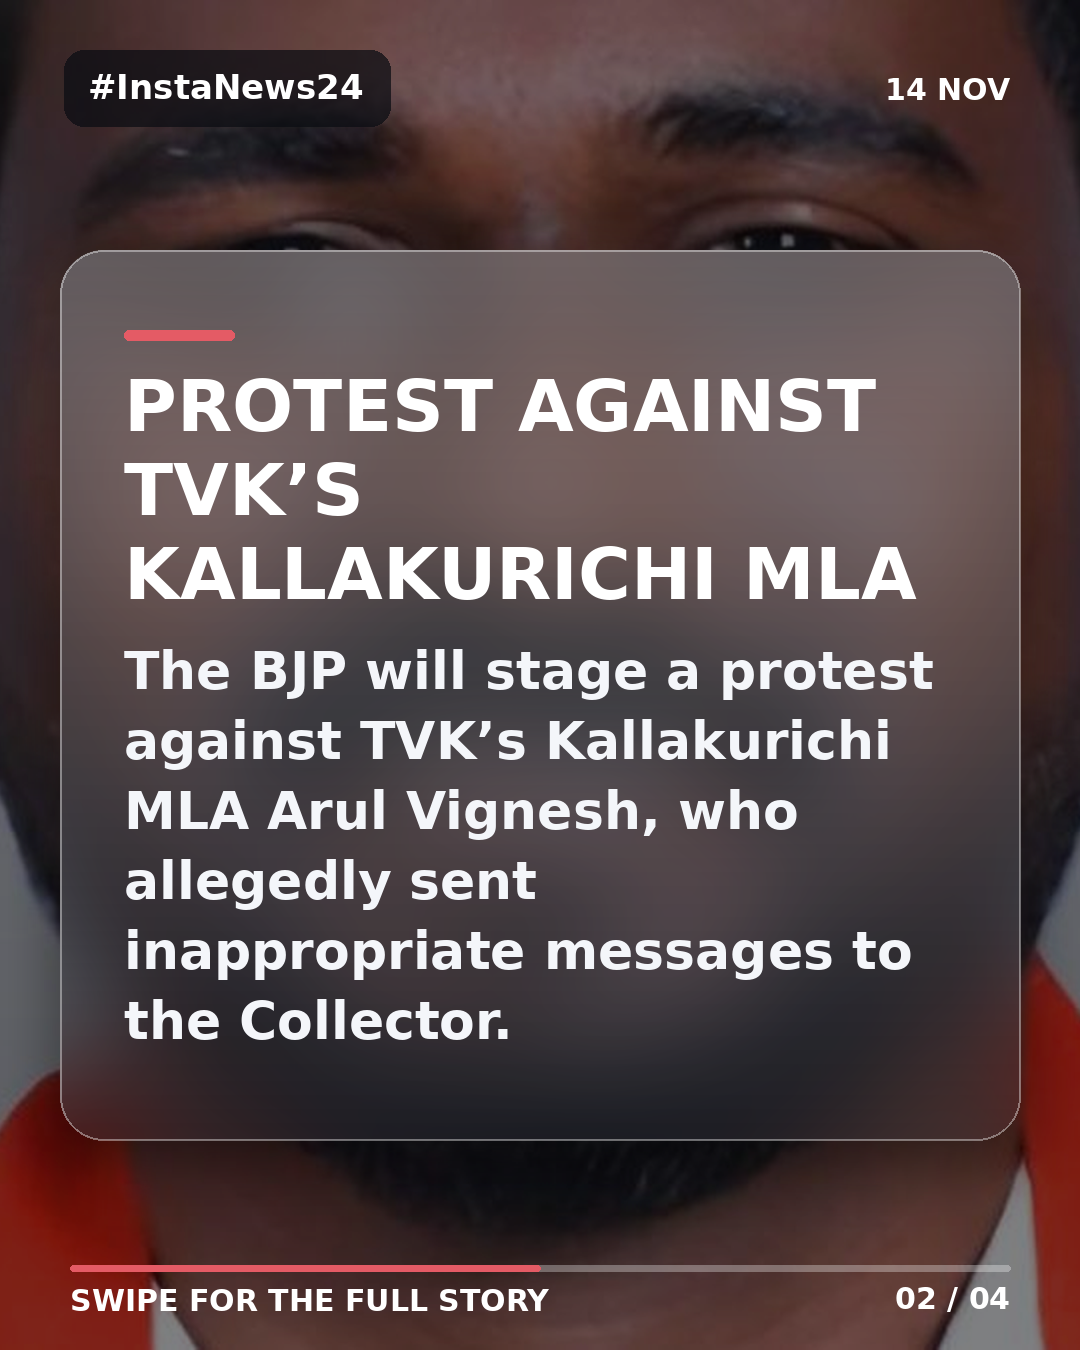 #InstaNews24
14 NOV
PROTEST AGAINST
TVK’S
KALLAKURICHI MLA
The BJP will stage a protest
against TVK’s Kallakurichi
MLA Arul Vignesh, who
allegedly sent
inappropriate messages to
the Collector.
SWIPE FOR THE FULL STORY
02 / 04